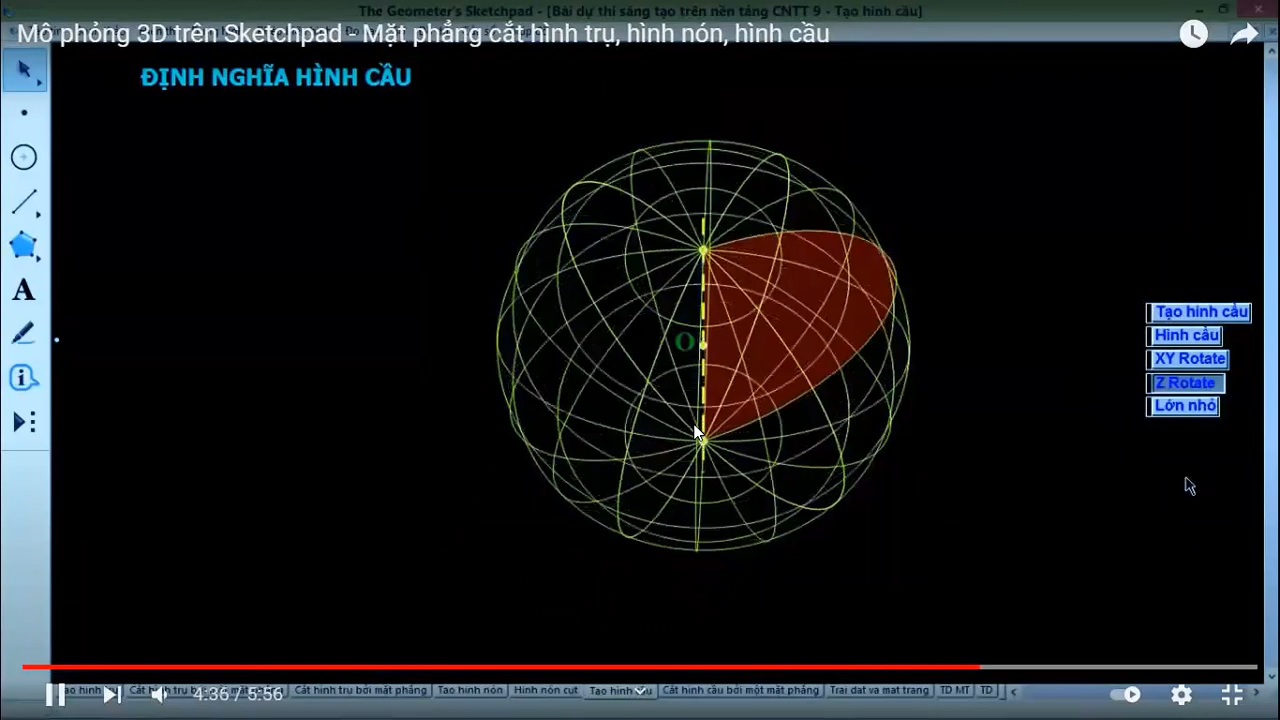 The Geometer's Sketchpad - [Bài dự thi sáng tạo trên nền tảng CNTT 9 - Tạo hình cầu]
Mô phỏng 3D trên Sketchpad - Mặt phẳng cắt hình trụ, hình nón, hình cầu
ĐỊNH NGHĨA HÌNH CẦU
O
A
Tạo hình cầu
Hình cầu
XY Rotate
Z Rotate
Lớn nhỏ
4:36 / 5:56
Cắt hình trụ bởi mặt phẳng
Tao hình nón
Hình nón cụt
Cắt hình cầu bởi một mặt phẳng
Trai dat va mat trang
TD MT
TD